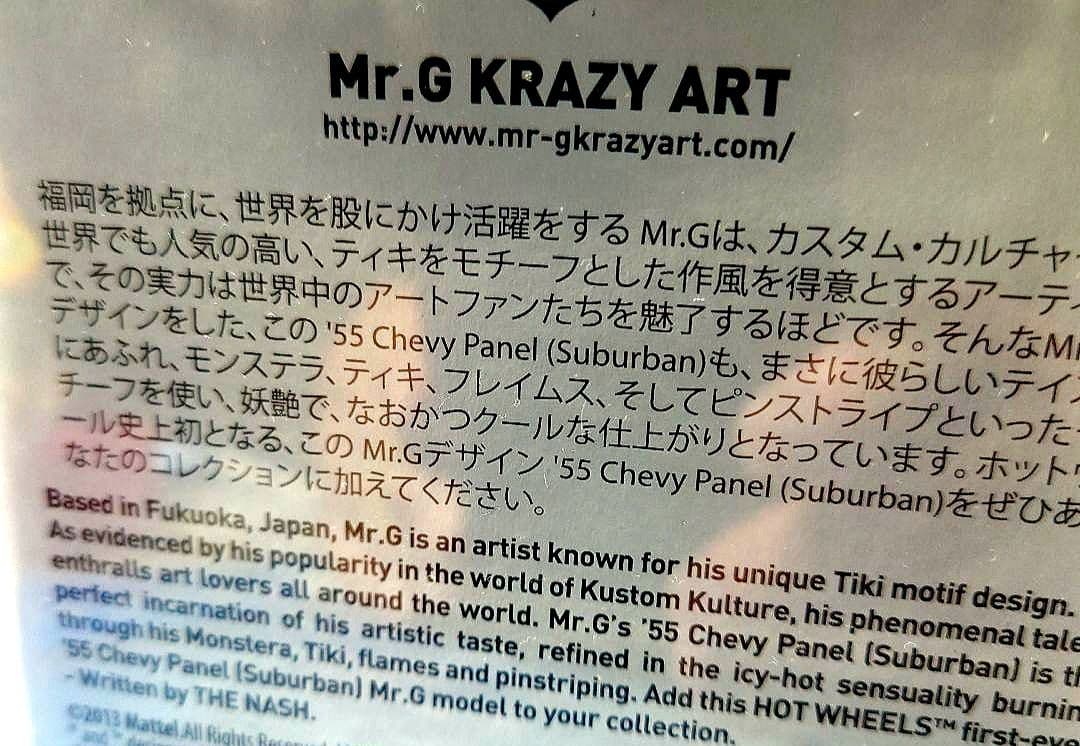 Mr.G KRAZY ART
http://www.mr-gkrazyart.com/
福岡を拠点に、世界を股にかけ活躍をする Mr.Gは、カスタム・カルチャ
世界でも人気の高い、ティキをモチーフとした作風を得意とするアーティ
で、その実力は世界中のアートファンたちを魅了するほどです。そんなMr
デザインをした、この '55 Chevy Panel (Suburban)も、まさに彼らしいテイス
にあふれ、モンステラ、ティキ、フレイムス、そしてピンストライプといった
チーフを使い、妖艶で、なおかつクールな仕上がりとなっています。ホット
ール史上初となる、この Mr.Gデザイン '55 Chevy Panel (Suburban)をぜひあ
なたのコレクションに加えてください。
Based in Fukuoka, Japan, Mr.G is an artist known for his unique Tiki motif design.
As evidenced by his popularity in the world of Kustom Kulture, his phenomenal tale
enthralls art lovers all around the world. Mr.G's '55 Chevy Panel (Suburban) is th
perfect incarnation of his artistic taste, refined in the icy-hot sensuality burnin
through his Monstera, Tiki, flames and pinstriping. Add this HOT WHEELS™ first-eve
'55 Chevy Panel (Suburban) Mr.G model to your collection.
- Written by THE NASH.
©2013 Mattel. All Rights Reserved.